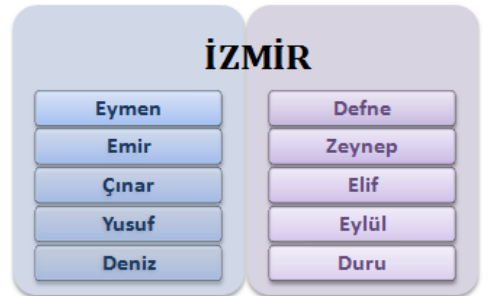 İZMİR
Eymen
Emir
Çınar
Yusuf
Deniz
Defne
Zeynep
Elif
Eylül
Duru